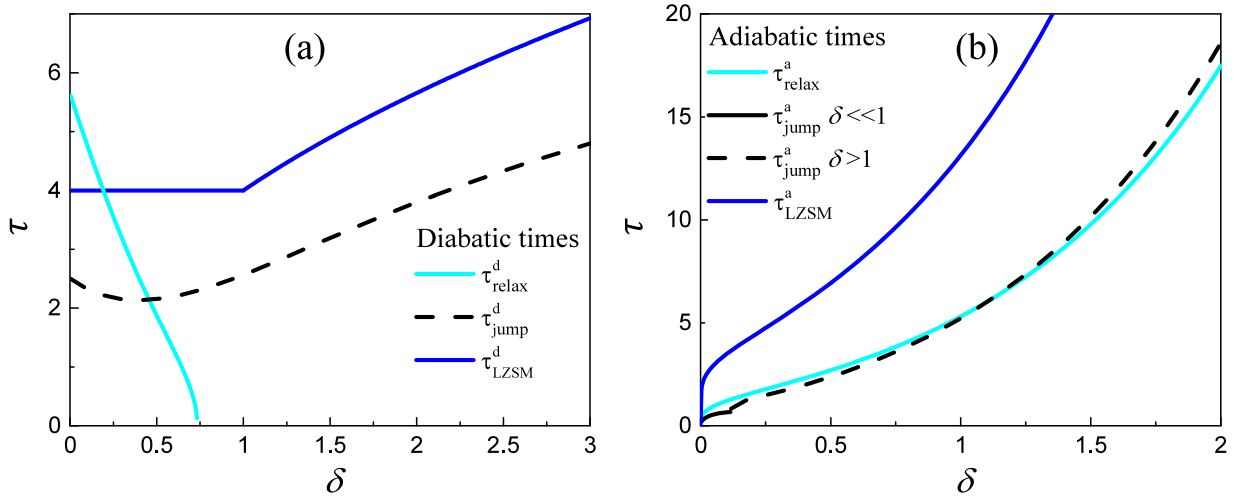 (a)
6
4
2
0
τ
0
0.5
1
1.5
2
2.5
3
δ
Diabatic times
τ^d_relax
τ^d_jump
τ^d_LZSM
(b)
20
15
10
5
0
τ
0
0.5
1
1.5
2
δ
Adiabatic times
τ^a_relax
τ^a_jump δ<<1
τ^a_jump δ>1
τ^a_LZSM